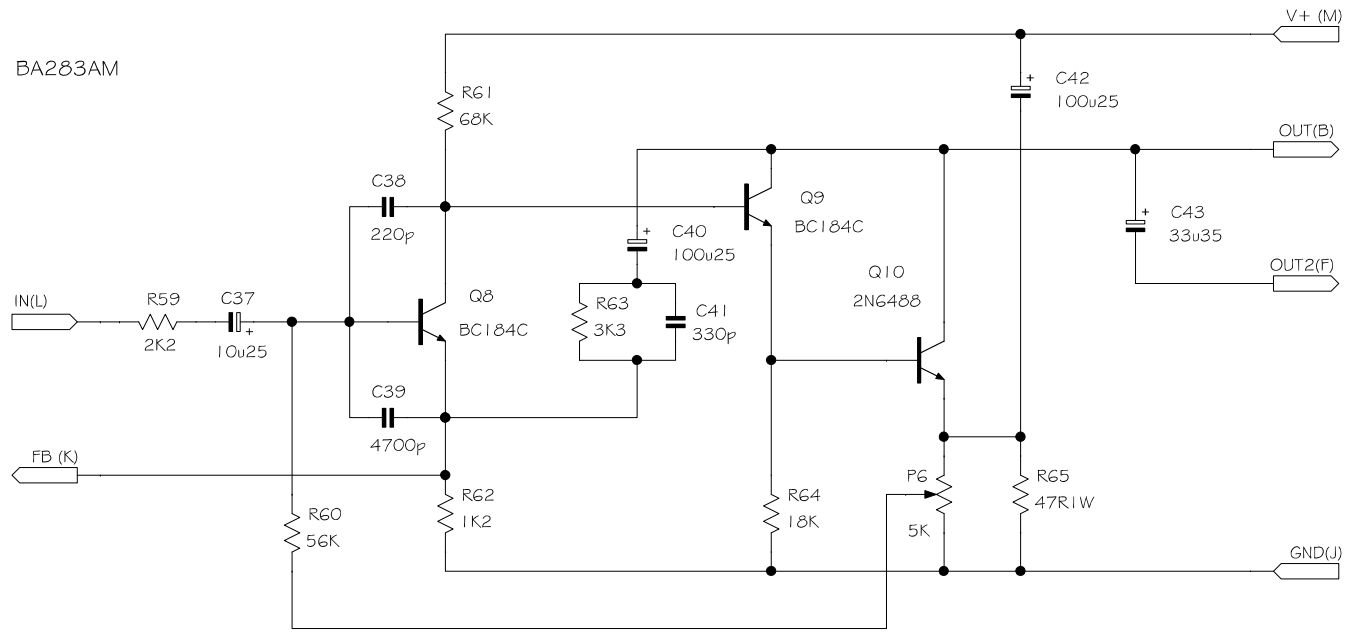 V+ (M)
BA283AM
C42
100u25
R61
68K
OUT(B)
C38
220p
Q9
BC184C
C40
100u25
C43
33u35
Q10
2N6488
OUT2(F)
IN(L)
R59
2K2
C37
10u25
Q8
BC184C
R63
3K3
C41
330p
C39
4700p
FB (K)
R62
1K2
R60
56K
R64
18K
P6
5K
R65
47R1W
GND(J)